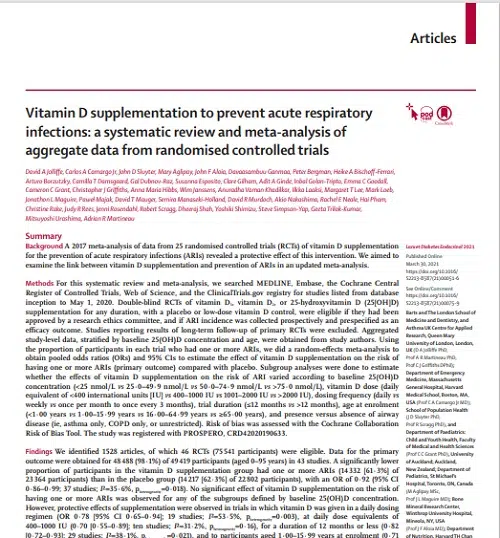 Articles
Vitamin D supplementation to prevent acute respiratory
infections: a systematic review and meta-analysis of
aggregate data from randomised controlled trials
David A Jolliffe, Carlos A Camargo Jr, John D Sluyter, Mary Aglipay, John F Aloia, Davaasambuu Ganmaa, Peter Bergman, Heike A Bischoff-Ferrari,
Arturo Borzutzky, Camilla T Damsgaard, Gal Dubnov-Raz, Susanna Esposito, Clare Gilham, Adit A Ginde, Inbal Golan-Tripto, Emma C Goodall,
Cameron C Grant, Christopher J Griffiths, Anna Maria Hibbs, Wim Janssens, Anuradha Vaman Khadilkar, Ilkka Laaksi, Margaret T Lee, Mark Loeb,
Jonathon L Maguire, Paweł Majak, David T Mauger, Semira Manaseki-Holland, David R Murdoch, Akio Nakashima, Rachel E Neale, Hai Pham,
Christine Rake, Judy R Rees, Jenni Rosendahl, Robert Scragg, Dheeraj Shah, Yoshiki Shimizu, Steve Simpson-Yap, Geeta Trilok-Kumar,
Mitsuyoshi Urashima, Adrian R Martineau
Summary
Background A 2017 meta-analysis of data from 25 randomised controlled trials (RCTs) of vitamin D supplementation
for the prevention of acute respiratory infections (ARIs) revealed a protective effect of this intervention. We aimed to
examine the link between vitamin D supplementation and prevention of ARIs in an updated meta-analysis.
Methods For this systematic review and meta-analysis, we searched MEDLINE, Embase, the Cochrane Central
Register of Controlled Trials, Web of Science, and the ClinicalTrials.gov registry for studies listed from database
inception to May 1, 2020. Double-blind RCTs of vitamin D₃, vitamin D₂, or 25-hydroxyvitamin D (25[OH]D)
supplementation for any duration, with a placebo or low-dose vitamin D control, were eligible if they had been
approved by a research ethics committee, and if ARI incidence was collected prospectively and prespecified as an
efficacy outcome. Studies reporting results of long-term follow-up of primary RCTs were excluded. Aggregated
study-level data, stratified by baseline 25(OH)D concentration and age, were obtained from study authors. Using
the proportion of participants in each trial who had one or more ARIs, we did a random-effects meta-analysis to
obtain pooled odds ratios (ORs) and 95% CIs to estimate the effect of vitamin D supplementation on the risk of
having one or more ARIs (primary outcome) compared with placebo. Subgroup analyses were done to estimate
whether the effects of vitamin D supplementation on the risk of ARI varied according to baseline 25(OH)D
concentration (<25 nmol/L vs 25·0–49·9 nmol/L vs 50·0–74·9 nmol/L vs >75·0 nmol/L), vitamin D dose (daily
equivalent of <400 international units [IU] vs 400–1000 IU vs 1001–2000 IU vs >2000 IU), dosing frequency (daily vs
weekly vs once per month to once every 3 months), trial duration (≤12 months vs >12 months), age at enrolment
(<1·00 years vs 1·00–15·99 years vs 16·00–64·99 years vs ≥65·00 years), and presence versus absence of airway
disease (ie, asthma only, COPD only, or unrestricted). Risk of bias was assessed with the Cochrane Collaboration
Risk of Bias Tool. The study was registered with PROSPERO, CRD42020190633.
Findings We identified 1528 articles, of which 46 RCTs (75 541 participants) were eligible. Data for the primary
outcome were obtained for 48 488 (98·1%) of 49 419 participants (aged 0–95 years) in 43 studies. A significantly lower
proportion of participants in the vitamin D supplementation group had one or more ARIs (14 332 [61·3%] of
23 364 participants) than in the placebo group (14 217 [62·3%] of 22 802 participants), with an OR of 0·92 (95% CI
0·86–0·99; 37 studies; I²=35·6%, pheterogeneity=0·018). No significant effect of vitamin D supplementation on the risk of
having one or more ARIs was observed for any of the subgroups defined by baseline 25(OH)D concentration.
However, protective effects of supplementation were observed in trials in which vitamin D was given in a daily dosing
regimen (OR 0·78 [95% CI 0·65–0·94]; 19 studies; I²=53·5%, pheterogeneity=0·003), at daily dose equivalents of
400–1000 IU (0·70 [0·55–0·89]; ten studies; I²=31·2%, pheterogeneity=0·16), for a duration of 12 months or less (0·82
[0·72–0·93]; 29 studies; I²=38·1%, pheterogeneity=0·021), and to participants aged 1·00–15·99 years at enrolment (0·71
Lancet Diabetes Endocrinol 2021
Published Online
March 30, 2021
https://doi.org/10.1016/
S2213-8587(21)00051-6
See Online/Comment
https://doi.org/10.1016/
Barts and the London School of
Medicine and Dentistry, and
Asthma UK Centre for Applied
Research, Queen Mary
University of London, London,
UK (D A Jolliffe PhD,
Prof A R Martineau PhD,
Prof C J Griffiths DPhil);
Department of Emergency
Medicine, Massachusetts
General Hospital, Harvard
Medical School, Boston, MA,
USA (Prof C A Camargo Jr MD);
School of Population Health
(J D Sluyter PhD,
Prof R Scragg PhD), and
Department of Paediatrics:
Child and Youth Health, Faculty
of Medical and Health Sciences
(Prof C C Grant PhD), University
of Auckland, Auckland,
New Zealand; Department of
Pediatrics, St Michael's
Hospital, Toronto, ON, Canada
(M Aglipay MSc,
Prof J L Maguire MD); Bone
Mineral Research Center,
Winthrop University Hospital,
Mineola, NY, USA
(Prof J F Aloia MD); Department
of Nutrition, Harvard TH Chan